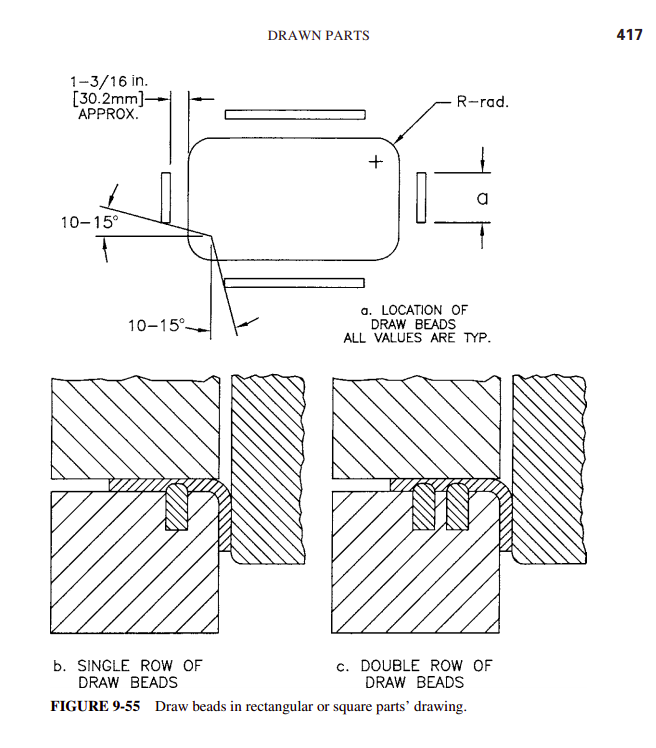 DRAWN PARTS
417
1-3/16 in.
[30.2mm]
APPROX.
R-rad.
a
10-15°
10-15°
a. LOCATION OF
DRAW BEADS
ALL VALUES ARE TYP.
b. SINGLE ROW OF
DRAW BEADS
c. DOUBLE ROW OF
DRAW BEADS
FIGURE 9-55 Draw beads in rectangular or square parts' drawing.